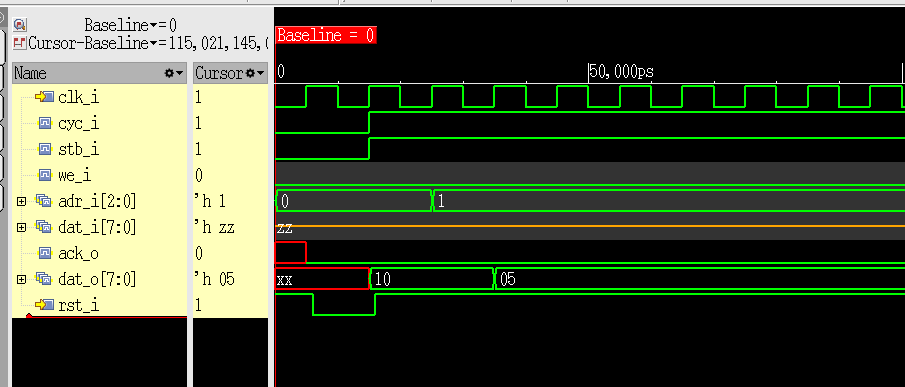 Baseline▾=0
Cursor-Baseline▾=115,021,145,0
Baseline = 0
Name Cursor 0 50,000ps
clk_i 1
cyc_i 1
stb_i 1
we_i 0
adr_i[2:0] 'h 1 0 1
dat_i[7:0] 'h zz zz
ack_o 0
dat_o[7:0] 'h 05 xx 10 05
rst_i 1